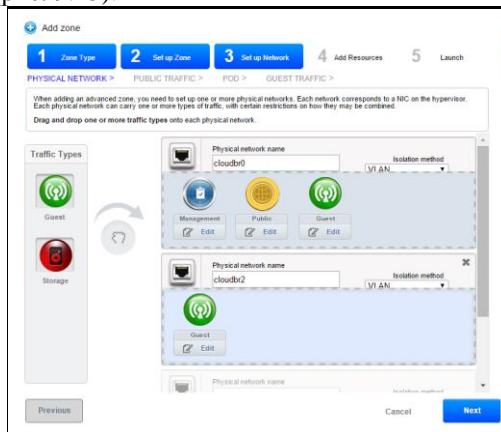 Add zone
1 Zone Type
2 Set up Zone
3 Set up Network
4 Add Resources
5 Launch
PHYSICAL NETWORK > PUBLIC TRAFFIC > POD > GUEST TRAFFIC >
When adding an advanced zone, you need to set up one or more physical networks. Each network corresponds to a NIC on the hypervisor.
Each physical network can carry one or more types of traffic, with certain restrictions on how they may be combined.
Drag and drop one or more traffic types onto each physical network.
Traffic Types
Guest
Storage
Physical network name
cloudbr0
Isolation method
VLAN
Management
Public
Guest
Edit
Edit
Edit
Physical network name
cloudbr2
Isolation method
VLAN
Guest
Edit
Physical network name
Isolation method
Previous
Cancel
Next